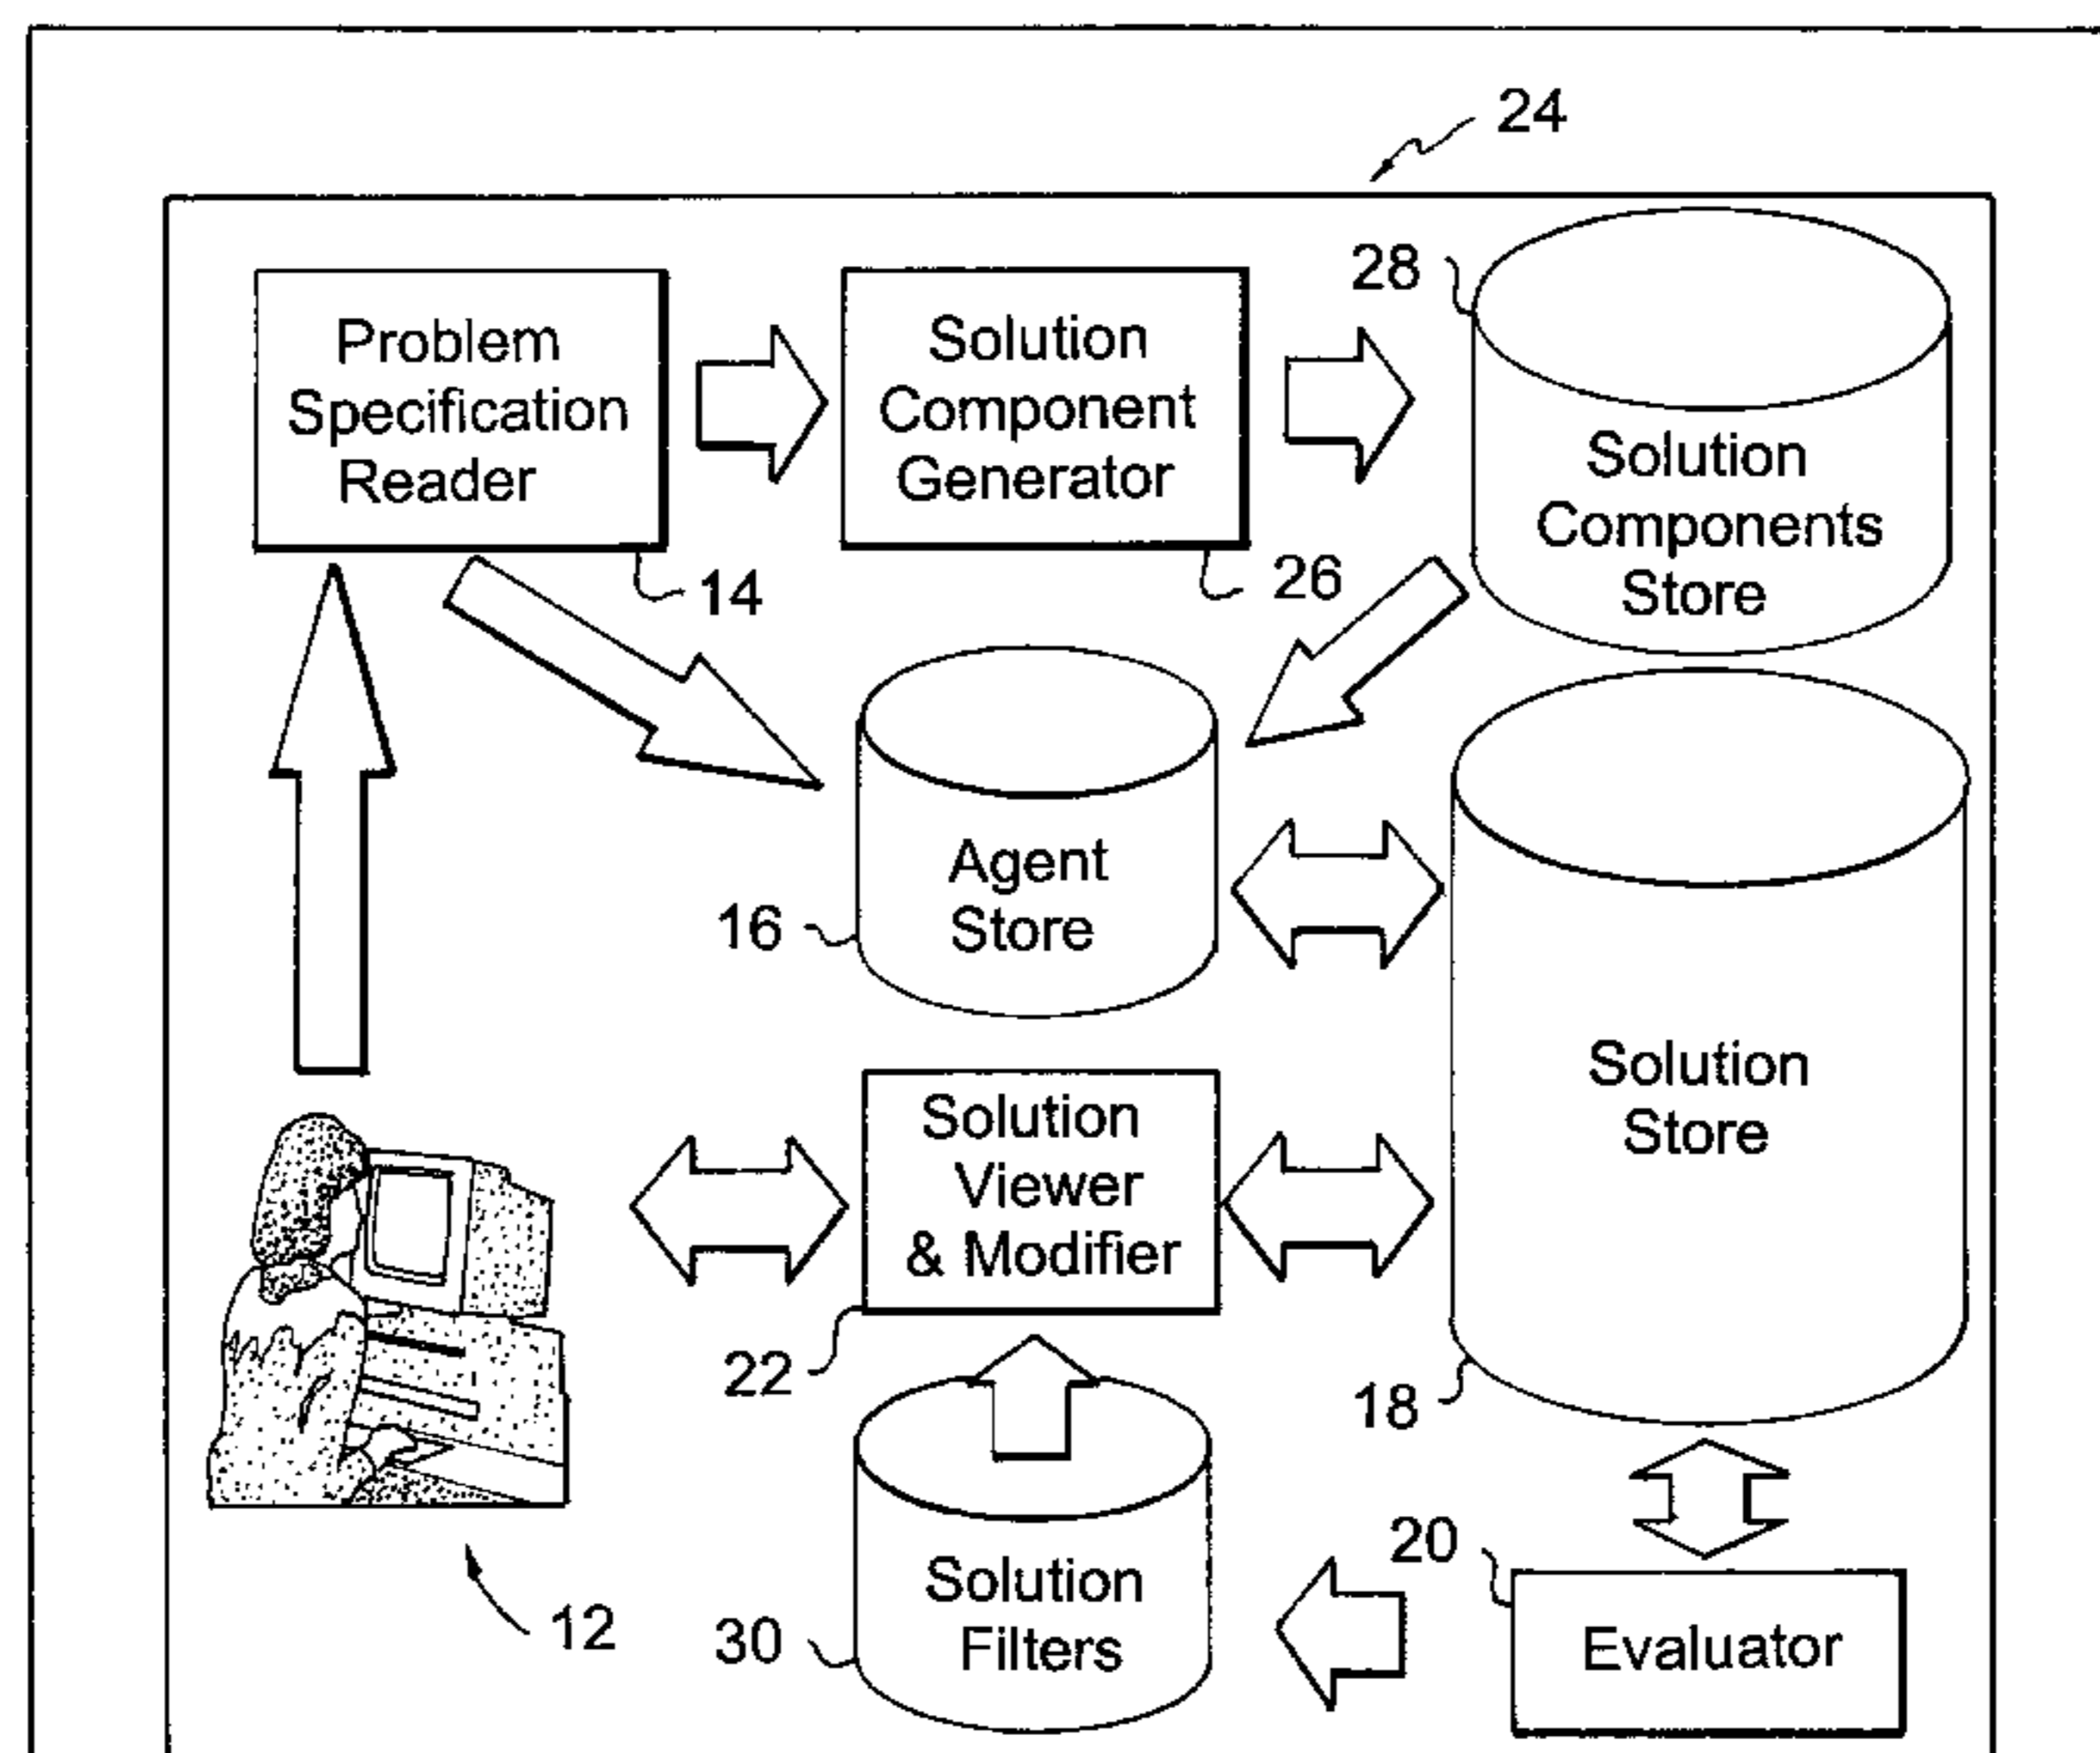 24
Problem
Specification
Reader
14
Solution
Component
Generator
26
28
Solution
Components
Store
Agent
Store
16
Solution
Store
18
Solution
Viewer
& Modifier
22
12
Solution
Filters
30
20
Evaluator